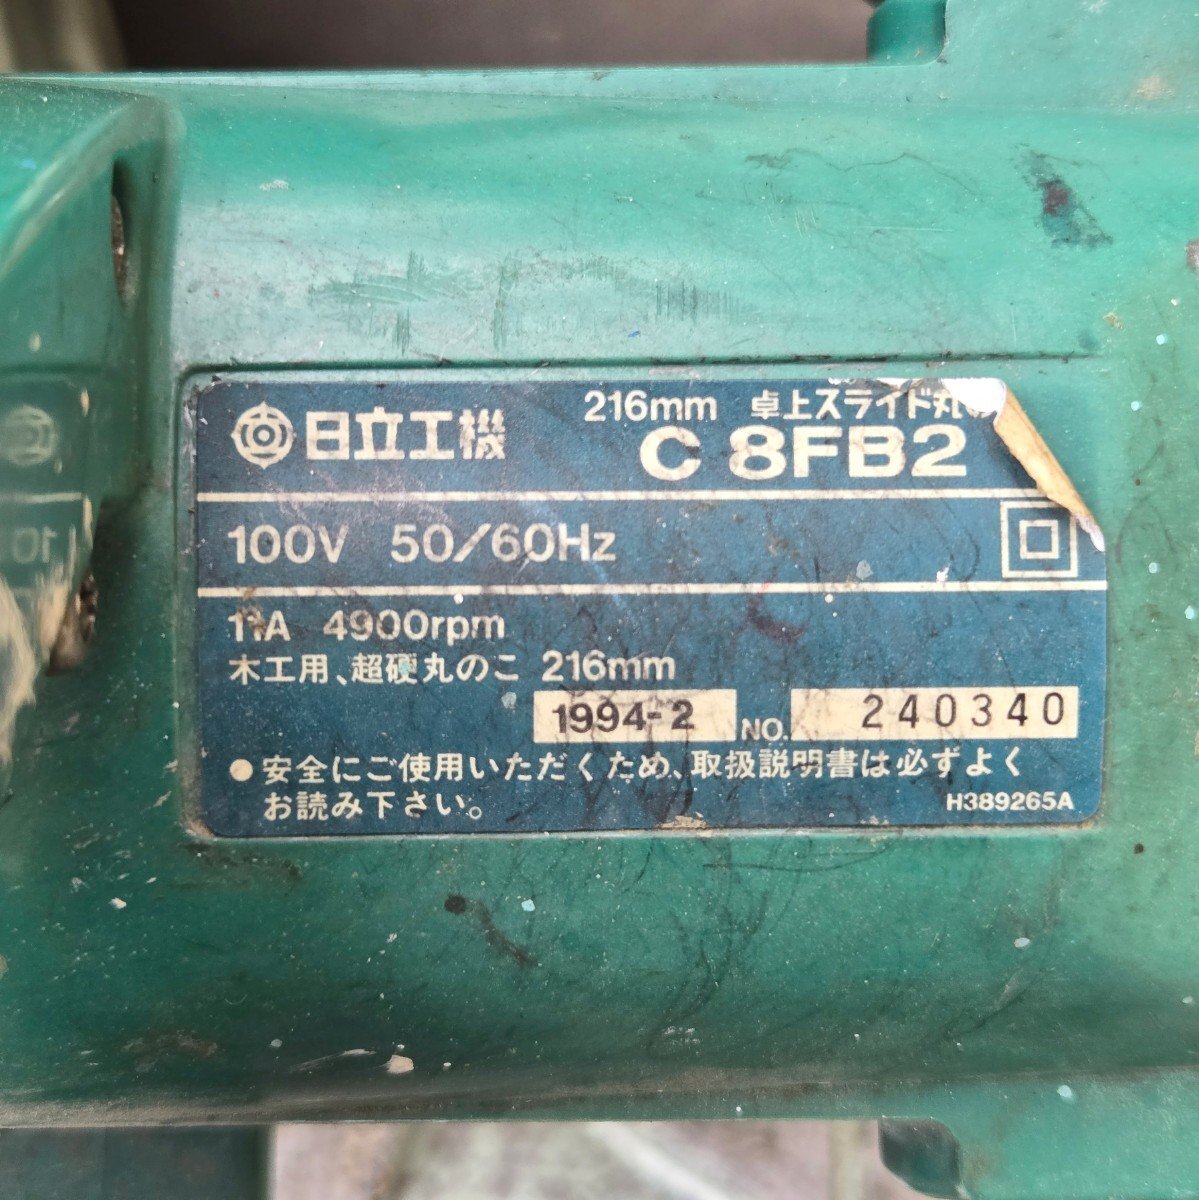 日立工機
216mm 卓上スライド丸
C 8FB2
100V 50/60Hz
11A 4900rpm
木工用、超硬丸のこ 216mm
1994-2 NO. 240340
●安全にご使用いただくため、取扱説明書は必ずよく
お読み下さい。
H389265A
10